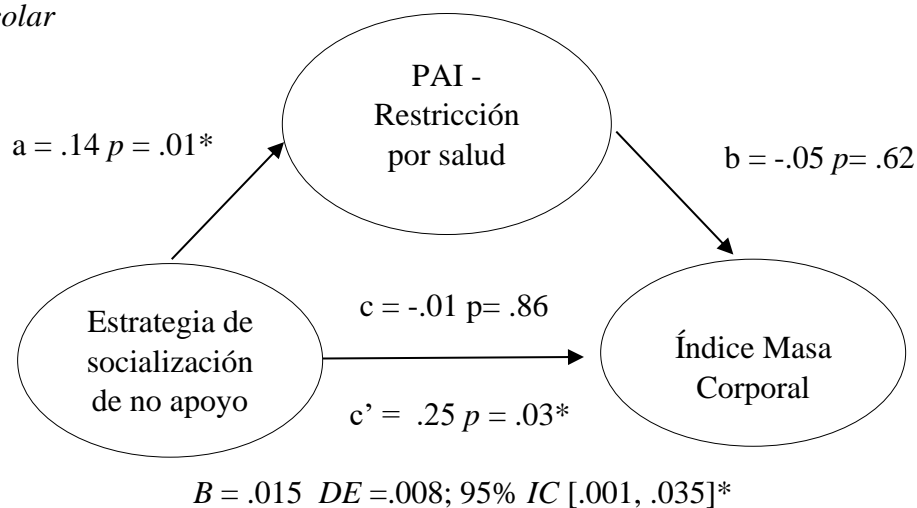 olar
PAI -
Restricción
por salud
a = .14 p = .01*
b = -.05 p= .62
Estrategia de
socialización
de no apoyo
c = -.01 p= .86
Índice Masa
Corporal
c’ = .25 p = .03*
B = .015 DE =.008; 95% IC [.001, .035]*